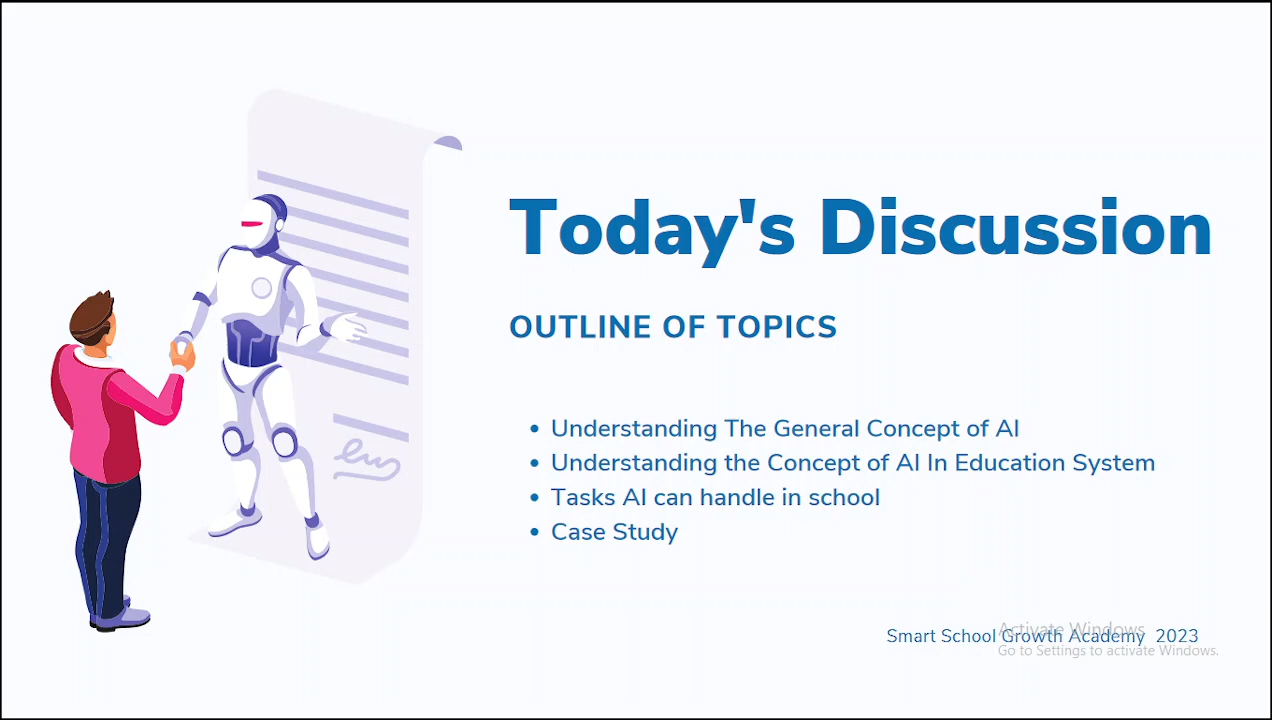 Today's Discussion
OUTLINE OF TOPICS
• Understanding The General Concept of AI
• Understanding the Concept of AI In Education System
• Tasks AI can handle in school
• Case Study
Smart School Growth Academy 2023
Activate Windows
Go to Settings to activate Windows.